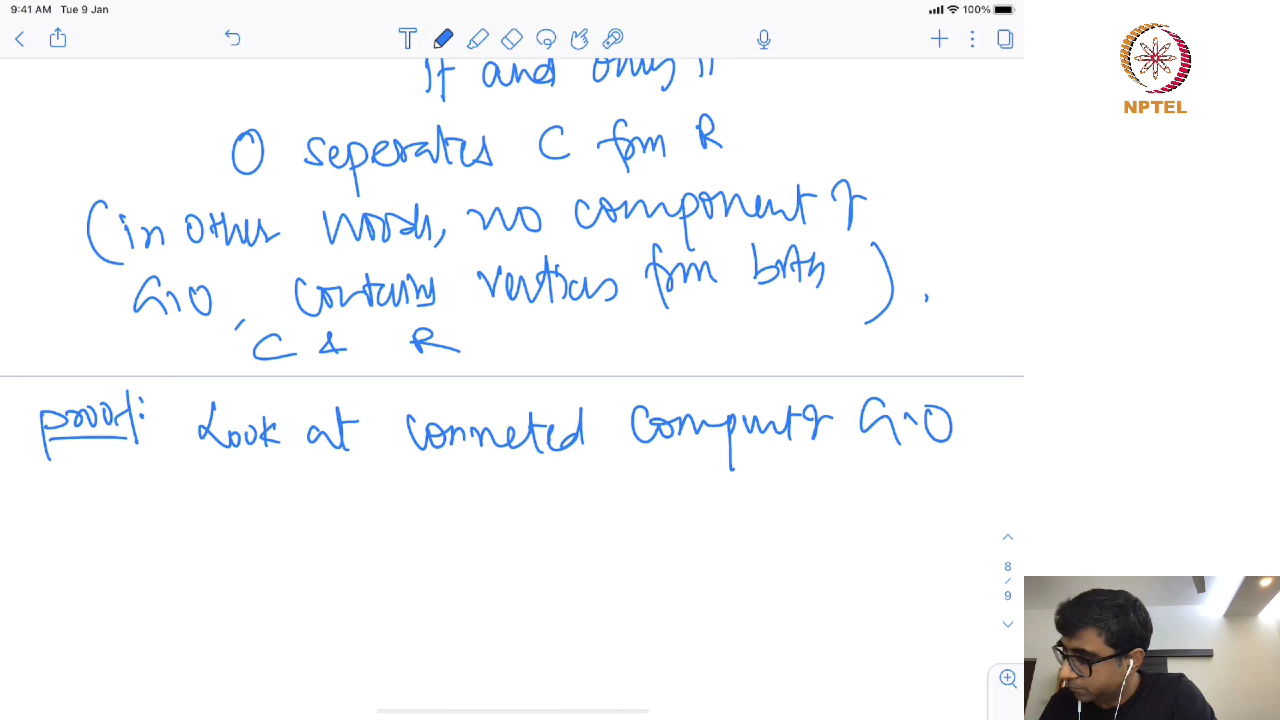 9:41 AM Tue 9 Jan
100%
NPTEL
If and only if
O seperates C from R
(in other words, no component of
G\O contains vertices from both
C & R ).
proof: Look at connected component of G\O
8
/
9